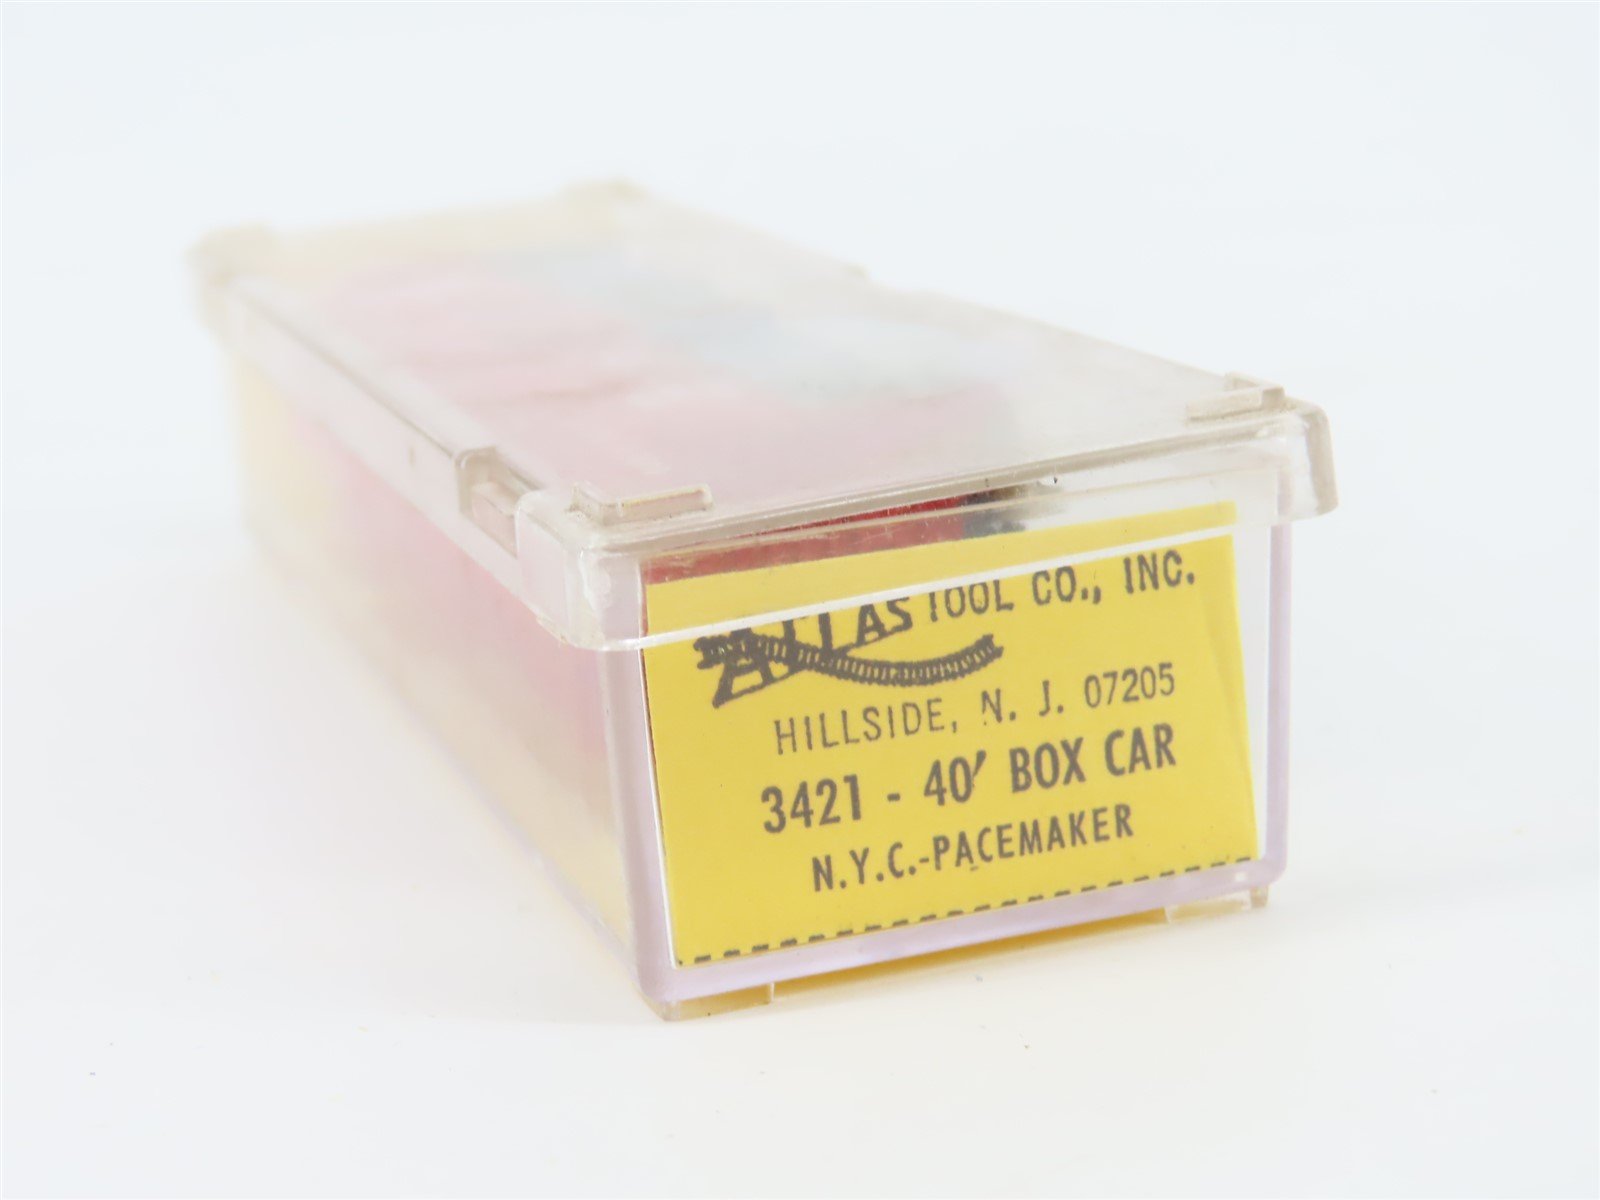 ATLAS TOOL CO., INC.
HILLSIDE, N. J. 07205
3421 - 40' BOX CAR
N.Y.C.-PACEMAKER